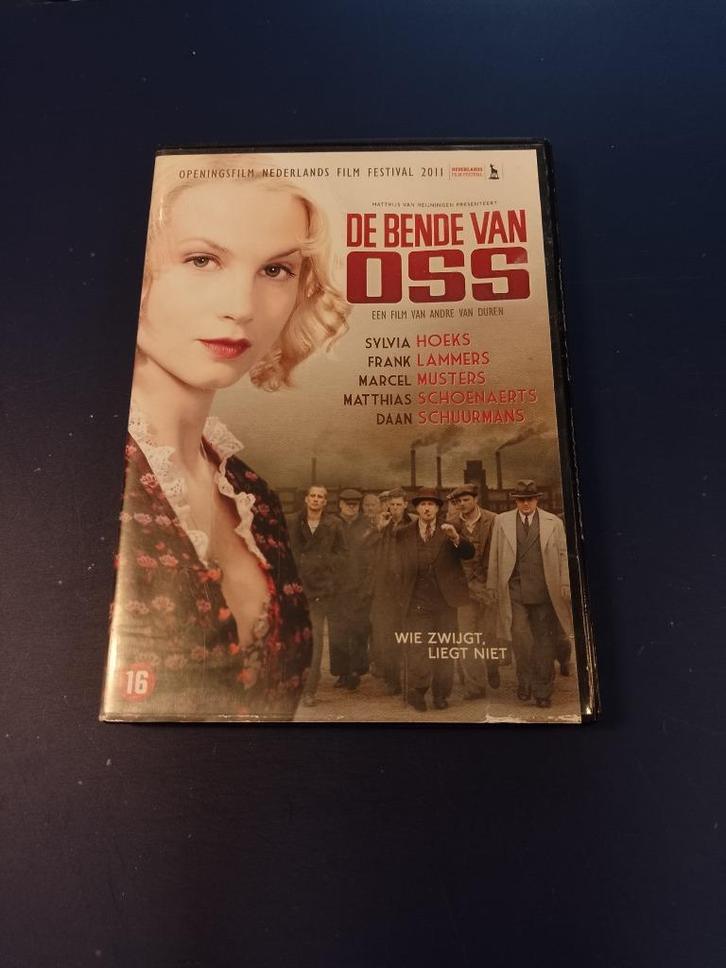 OPENINGSFILM NEDERLANDS FILM FESTIVAL 2011
NEDERLANDS
FILM FESTIVAL
MATTHIJS VAN HEIJNINGEN PRESENTEERT
DE BENDE VAN
OSS
EEN FILM VAN ANDRE VAN DUREN
SYLVIA HOEKS
FRANK LAMMERS
MARCEL MUSTERS
MATTHIAS SCHOENAERTS
DAAN SCHUURMANS
WIE ZWIJGT,
LIEGT NIET
16